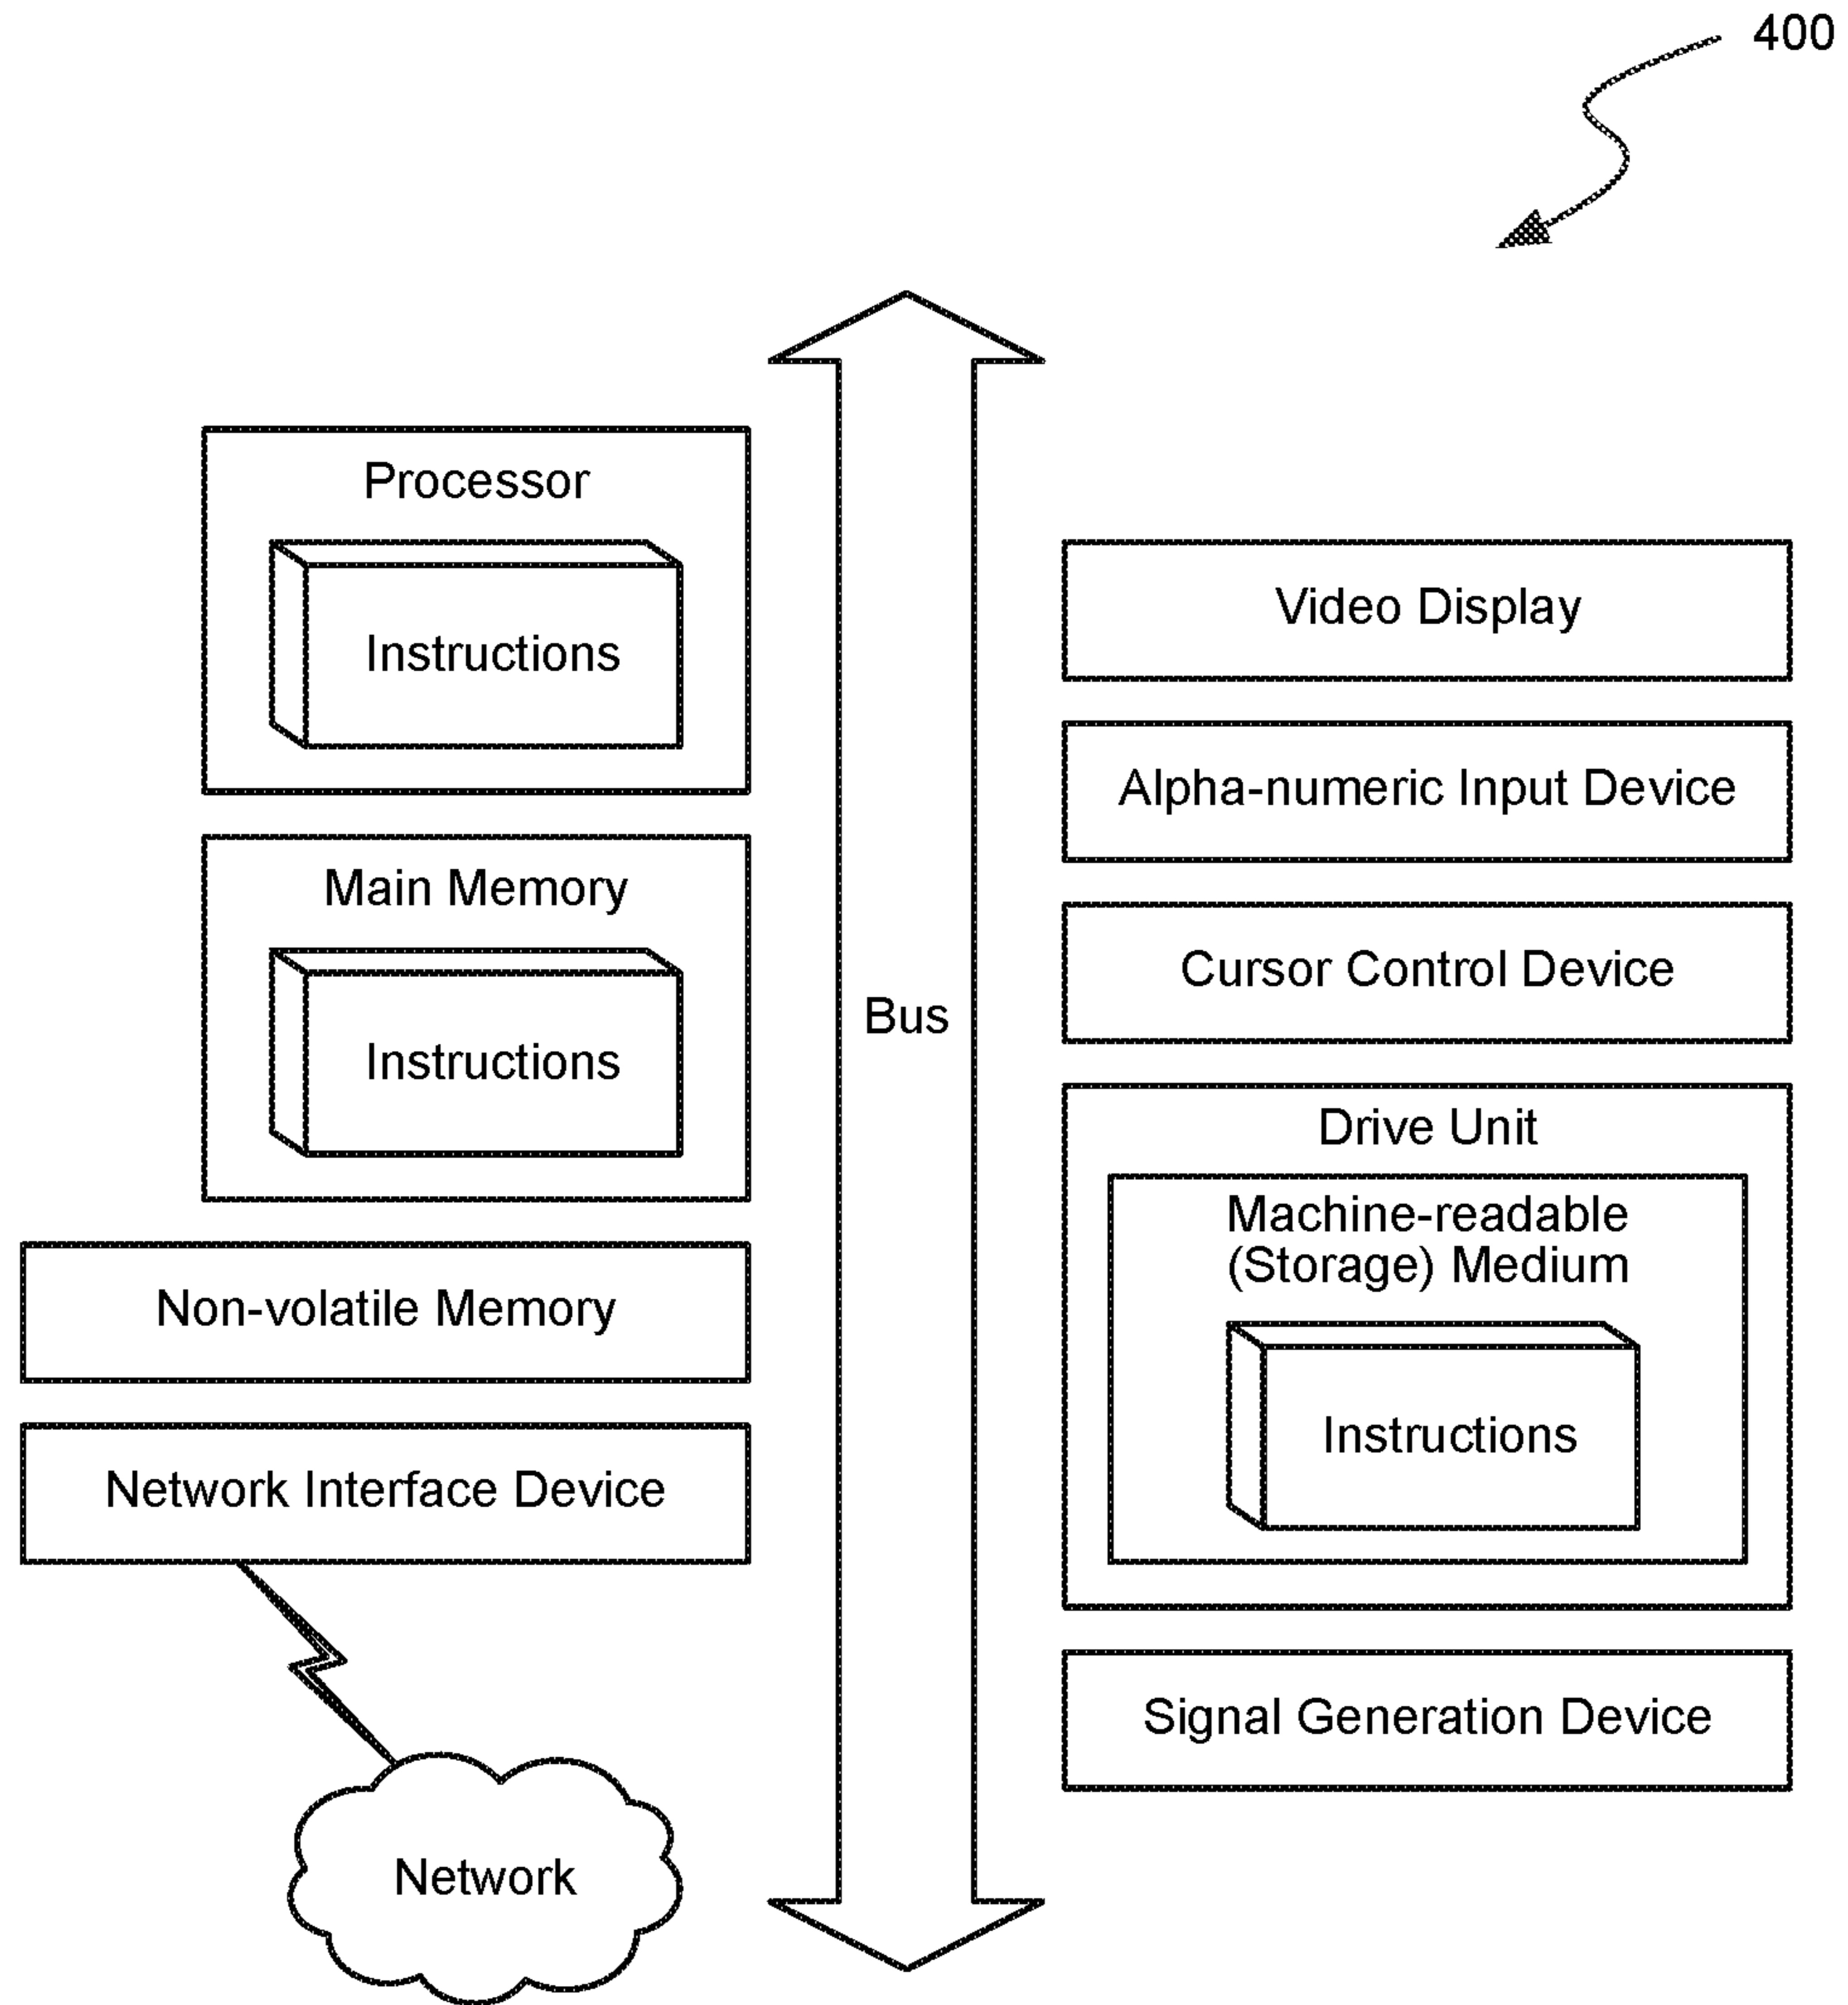 400
Processor
Instructions
Main Memory
Instructions
Non-volatile Memory
Network Interface Device
Network
Bus
Video Display
Alpha-numeric Input Device
Cursor Control Device
Drive Unit
Machine-readable
(Storage) Medium
Instructions
Signal Generation Device